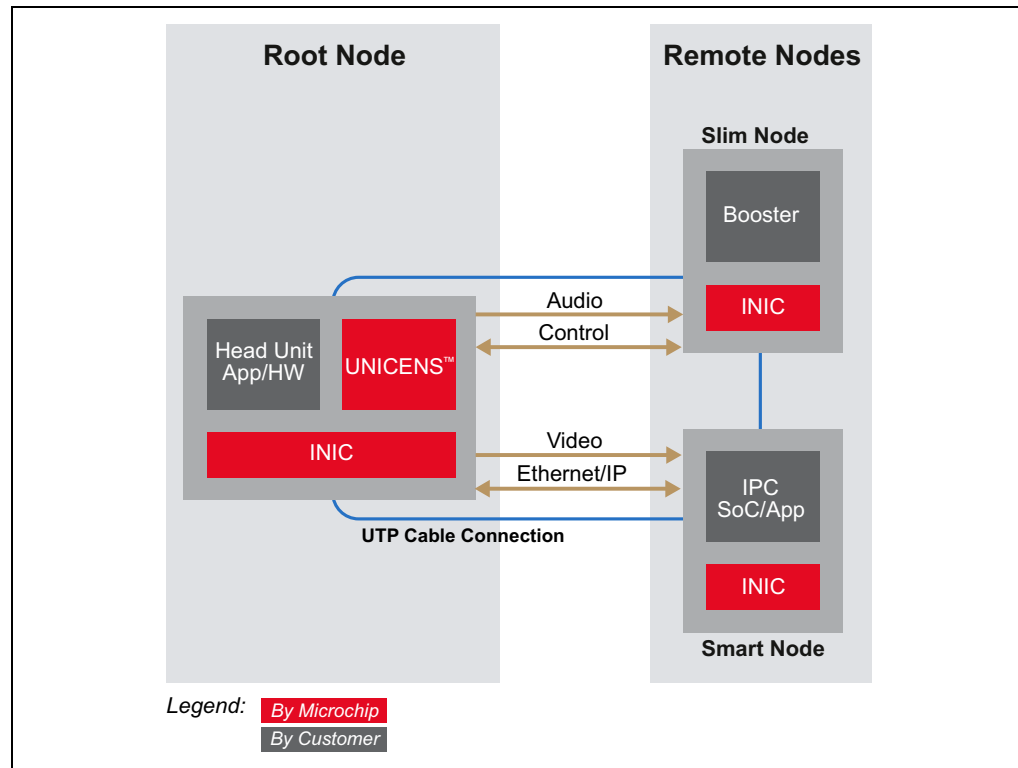 Root Node
Remote Nodes
Slim Node
Booster
INIC
Audio
Control
Head Unit
App/HW
UNICENS™
INIC
Video
Ethernet/IP
UTP Cable Connection
IPC
SoC/App
INIC
Smart Node
Legend:
By Microchip
By Customer